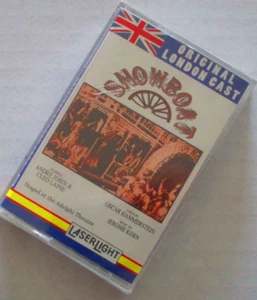 ORIGINAL
LONDON CAST
SHOWBOAT
ANDRE JOBIN &
CLEO LAINE
OSCAR HAMMERSTEIN
JEROME KERN
Staged at the Adelphi Theatre
LASERLIGHT